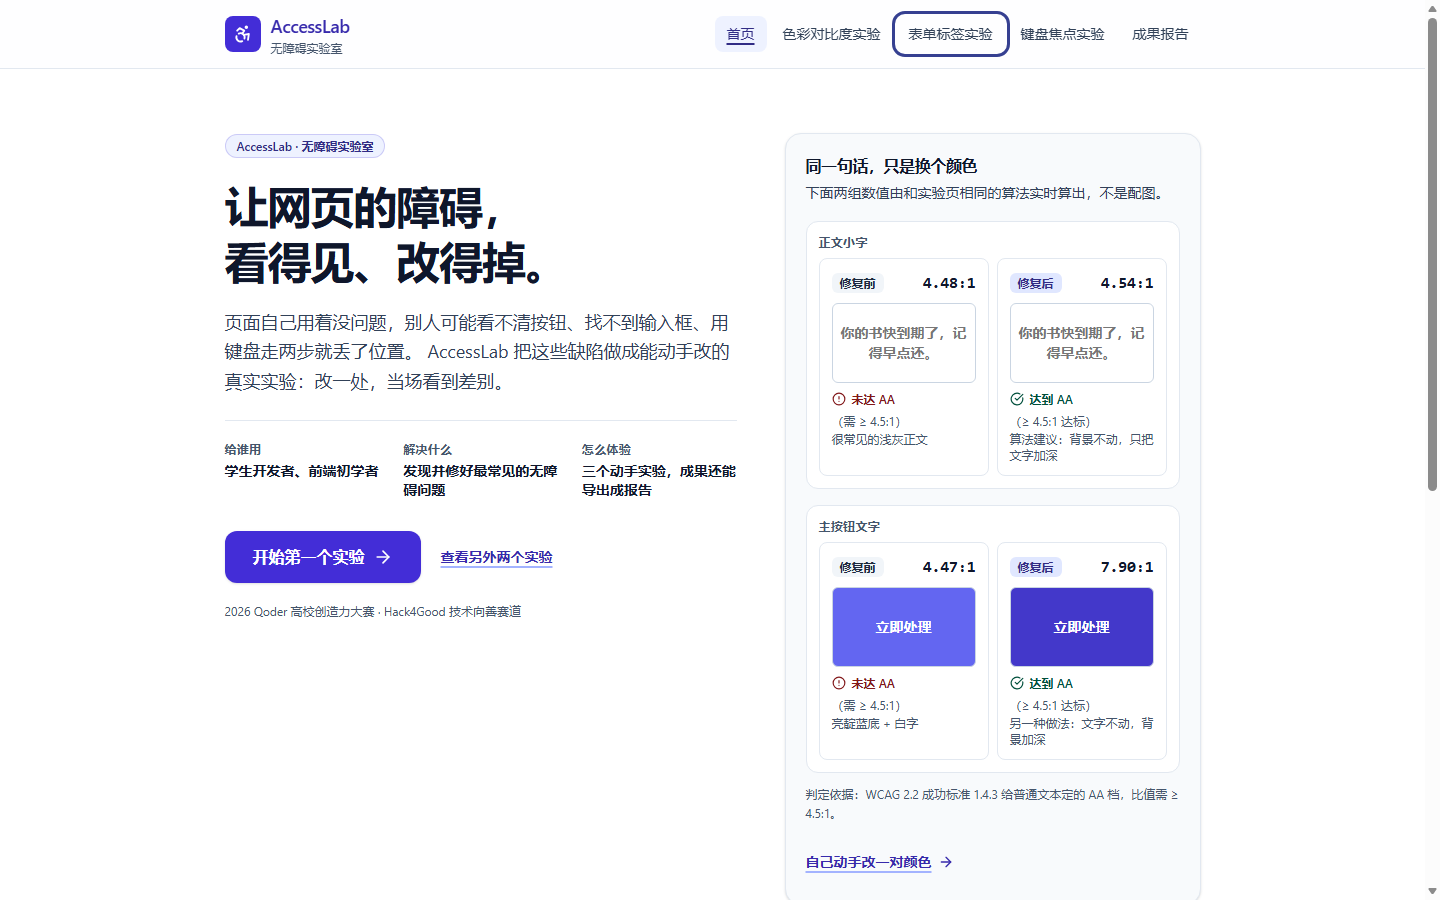 AccessLab
无障碍实验室
首页
色彩对比度实验
表单标签实验
键盘焦点实验
成果报告
AccessLab · 无障碍实验室
让网页的障碍，
看得见、改得掉。
页面自己用着没问题，别人可能看不清按钮、找不到输入框、用
键盘走两步就丢了位置。 AccessLab 把这些缺陷做成能动手改的
真实实验：改一处，当场看到差别。
给谁用
学生开发者、前端初学者
解决什么
发现并修好最常见的无障
碍问题
怎么体验
三个动手实验，成果还能
导出成报告
开始第一个实验
查看另外两个实验
2026 Qoder 高校创造力大赛 · Hack4Good 技术向善赛道
同一句话，只是换个颜色
下面两组数值由和实验页相同的算法实时算出，不是配图。
正文小字
修复前 4.48:1
你的书快到期了，记
得早点还。
未达 AA
（需 ≥ 4.5:1）
很常见的浅灰正文
修复后 4.54:1
你的书快到期了，记
得早点还。
达到 AA
（≥ 4.5:1 达标）
算法建议：背景不动，只把
文字加深
主按钮文字
修复前 4.47:1
立即处理
未达 AA
（需 ≥ 4.5:1）
亮靛蓝底 + 白字
修复后 7.90:1
立即处理
达到 AA
（≥ 4.5:1 达标）
另一种做法：文字不动，背
景加深
判定依据：WCAG 2.2 成功标准 1.4.3 给普通文本定的 AA 档，比值需 ≥
4.5:1。
自己动手改一对颜色